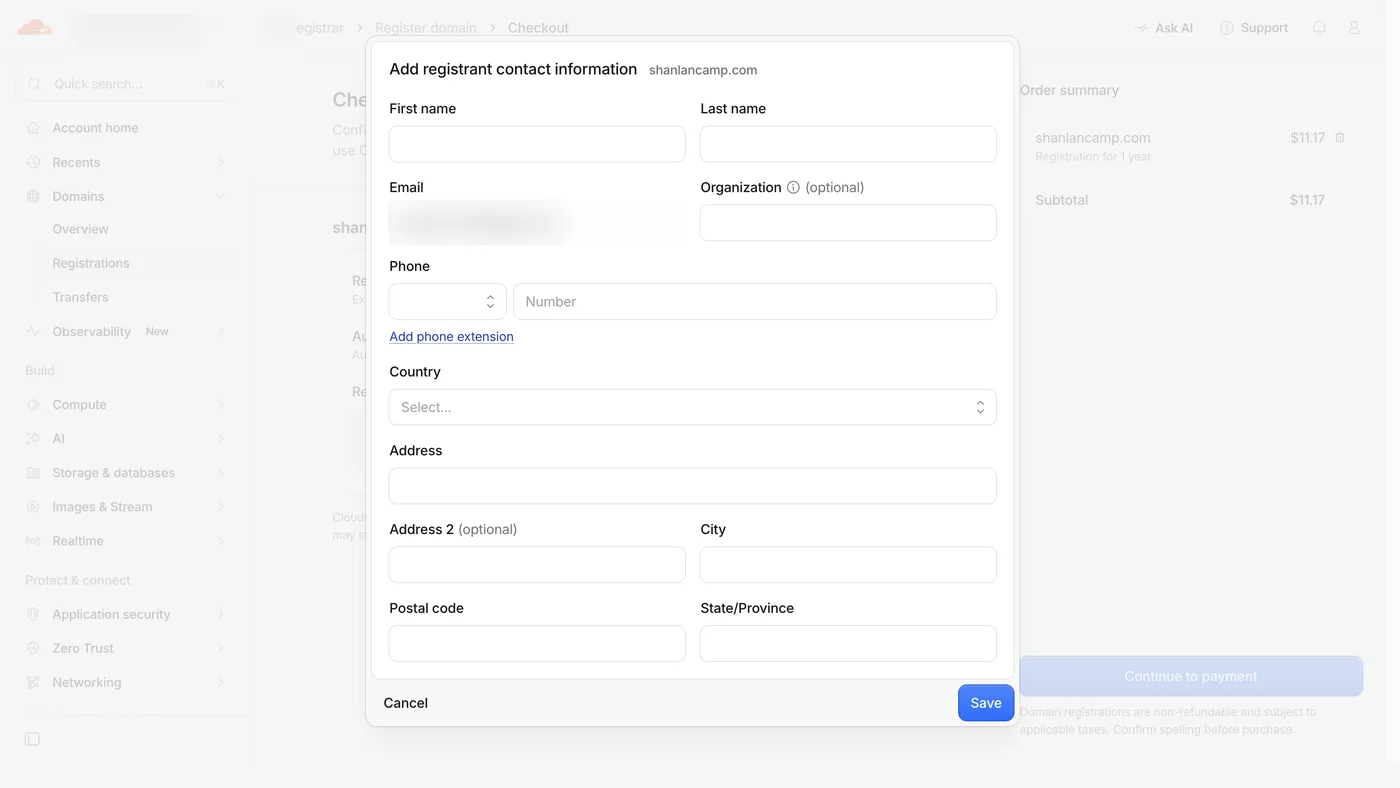 egistrar > Register domain > Checkout
Ask AI
Support
Quick search...
⌘K
Account home
Recents
Domains
Overview
Registrations
Transfers
Observability New
Build
Compute
AI
Storage & databases
Images & Stream
Realtime
Protect & connect
Application security
Zero Trust
Networking
Add registrant contact information shanlancamp.com
First name
Last name
Email
Organization (optional)
Phone
Number
Add phone extension
Country
Select...
Address
Address 2 (optional)
City
Postal code
State/Province
Cancel
Save
Order summary
shanlancamp.com
$11.17
Registration for 1 year
Subtotal
$11.17
Continue to payment
Domain registrations are non-refundable and subject to
applicable taxes. Confirm spelling before purchase.